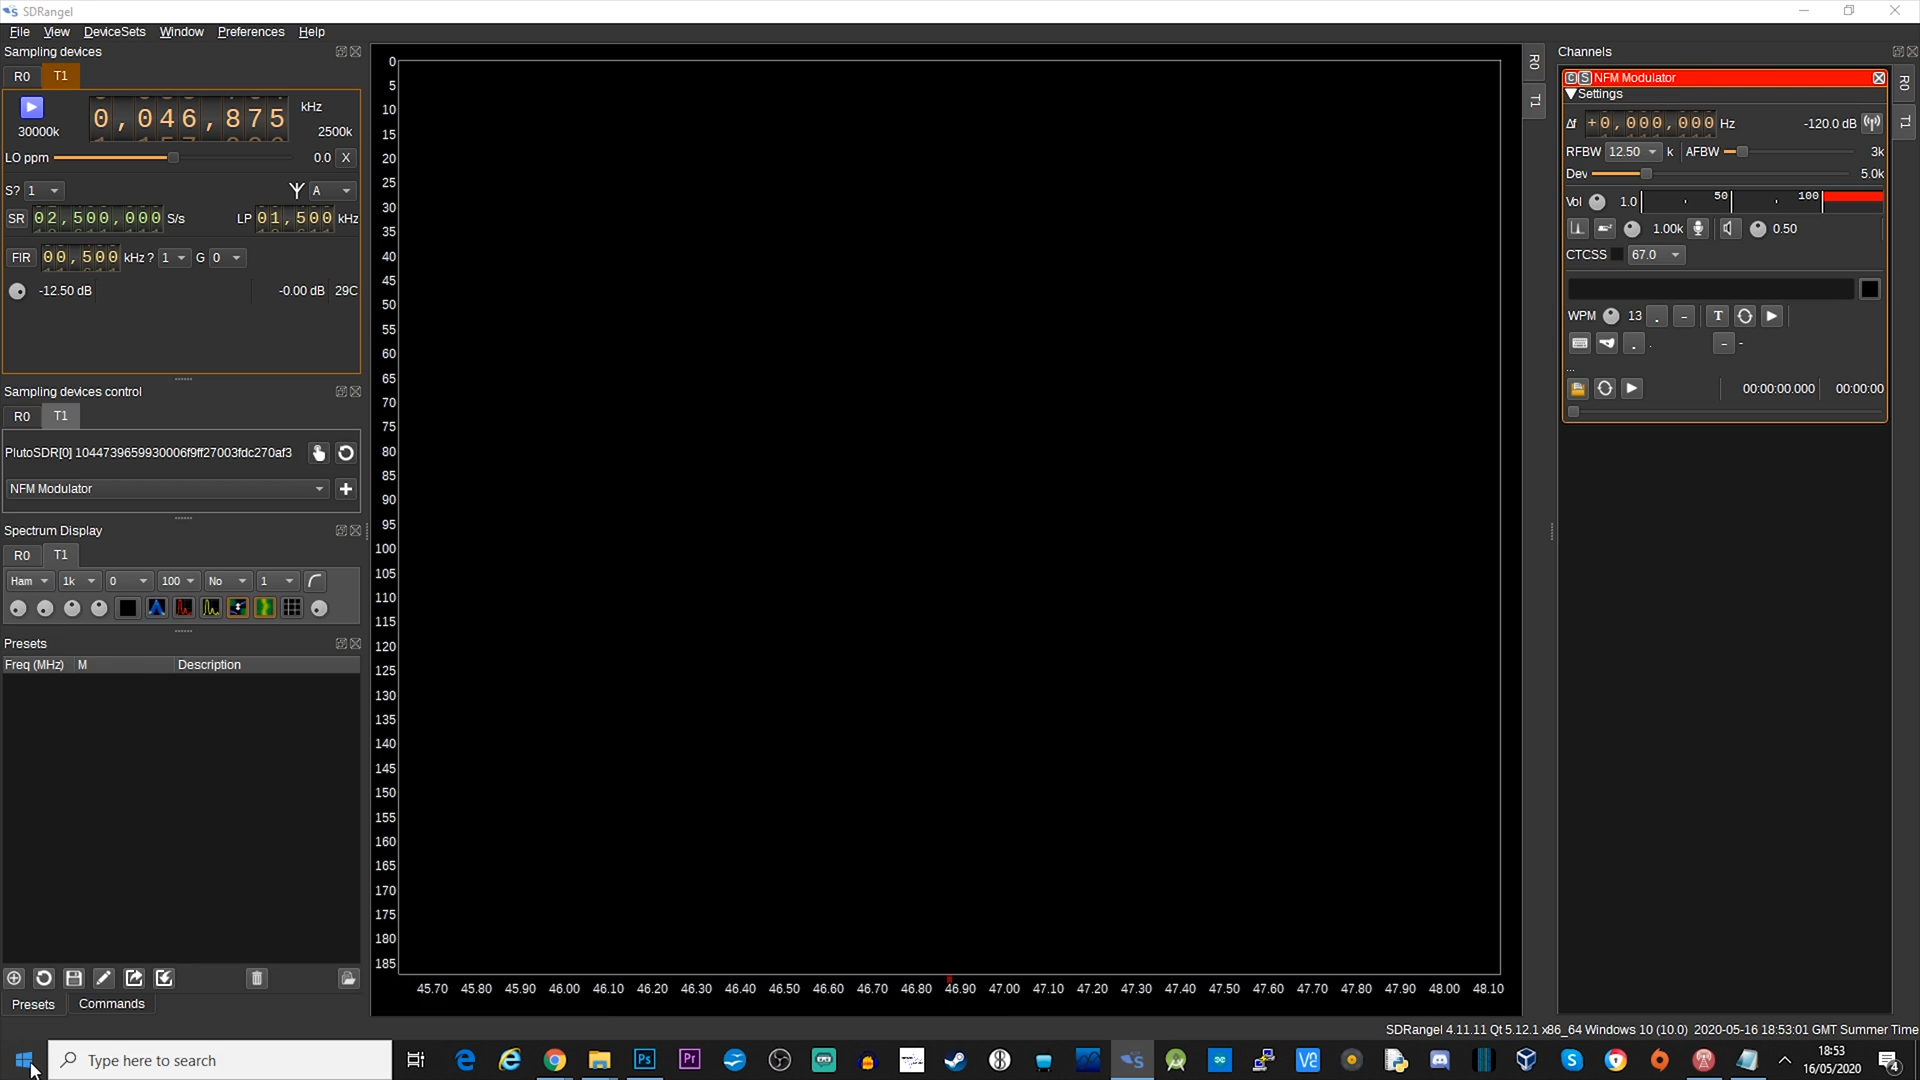 SDRangel
File View DeviceSets Window Preferences Help
Sampling devices
R0 T1
0,046,875 kHz
30000k 2500k
LO ppm 0.0 X
S? 1 A
SR 02,500,000 S/s LP 01,500 kHz
FIR 00,500 kHz ? 1 G 0
-12.50 dB -0.00 dB 29C
Sampling devices control
R0 T1
PlutoSDR[0] 1044739659930006f9ff27003fdc270af3
NFM Modulator
Spectrum Display
R0 T1
Ham 1k 0 100 No 1
Presets
Freq (MHz) M Description
Presets Commands
0
5
10
15
20
25
30
35
40
45
50
55
60
65
70
75
80
85
90
95
100
105
110
115
120
125
130
135
140
145
150
155
160
165
170
175
180
185
45.70 45.80 45.90 46.00 46.10 46.20 46.30 46.40 46.50 46.60 46.70 46.80 46.90 47.00 47.10 47.20 47.30 47.40 47.50 47.60 47.70 47.80 47.90 48.00 48.10
R0
T1
Channels
C S NFM Modulator
Settings
Δf +0,000,000 Hz -120.0 dB
RFBW 12.50 k AFBW 3k
Dev 5.0k
Vol 1.0 50 100
1.00k 0.50
CTCSS 67.0
WPM 13 . - T
. . - -
...
00:00:00.000 00:00:00
R0
T1
SDRangel 4.11.11 Qt 5.12.1 x86_64 Windows 10 (10.0) 2020-05-16 18:53:01 GMT Summer Time
Type here to search
Ps
Pr
18:53
16/05/2020
4